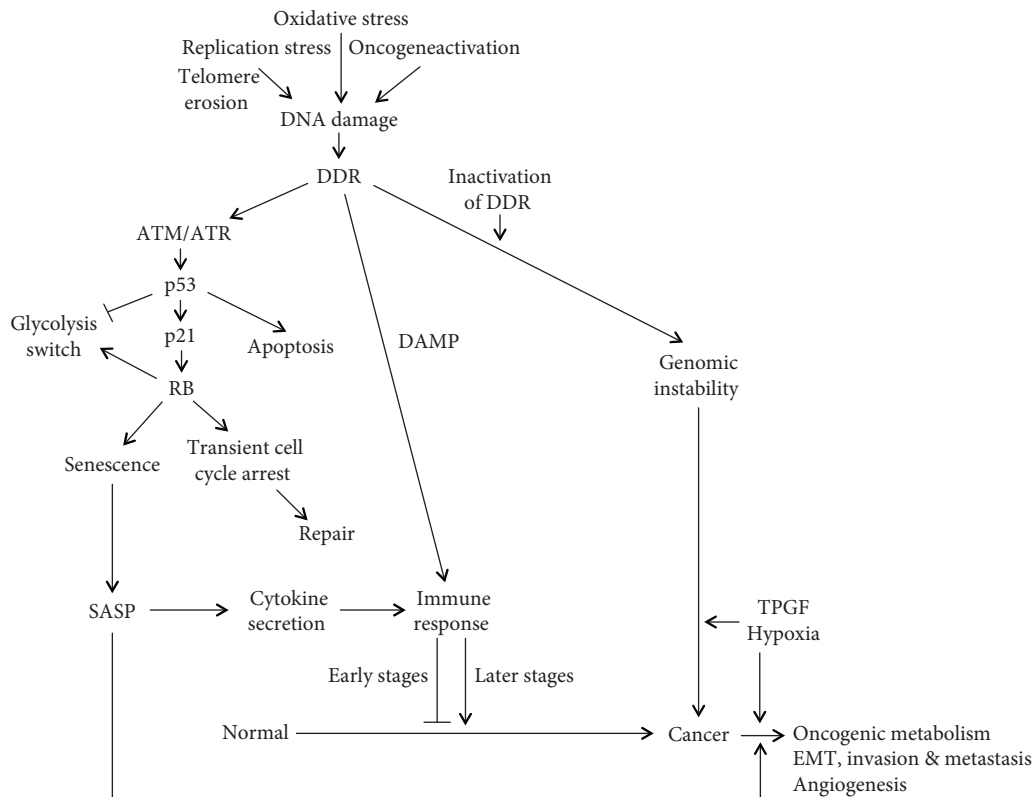 Oxidative stress
Replication stress
Oncogeneactivation
Telomere
erosion
DNA damage
DDR
Inactivation
of DDR
ATM/ATR
p53
Glycolysis
switch
p21
Apoptosis
DAMP
Genomic
instability
RB
Senescence
Transient cell
cycle arrest
Repair
SASP
Cytokine
secretion
Immune
response
TPGF
Hypoxia
Early stages
Later stages
Normal
Cancer
Oncogenic metabolism
EMT, invasion & metastasis
Angiogenesis